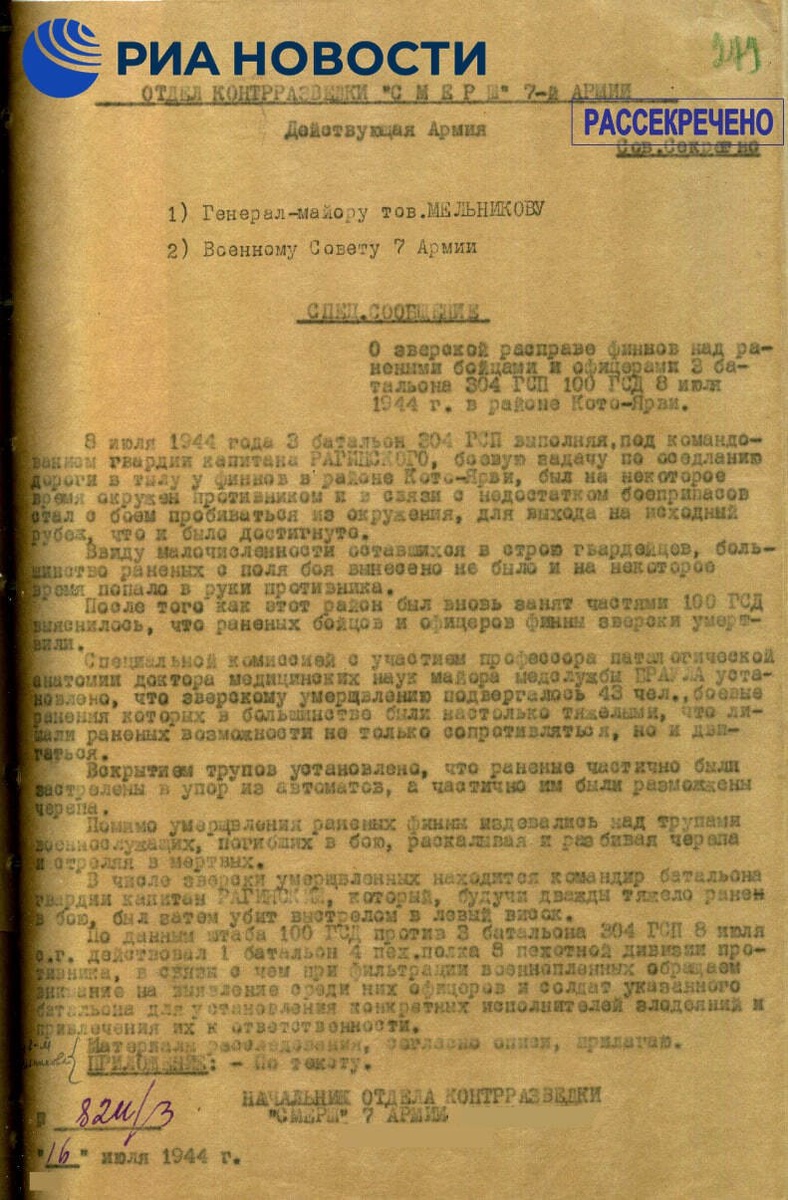 РИА НОВОСТИ
249
ОТДЕЛ КОНТРРАЗВЕДКИ "С М Е Р Ш" 7-й АРМИИ
РАССЕКРЕЧЕНО
Действующая Армия
Сов.Секретно
1) Генерал-майору тов.МЕЛЬНИКОВУ
2) Военному Совету 7 Армии
СПЕЦ.СООБЩЕНИЕ
О зверской расправе финнов над ра-
ненными бойцами и офицерами 3 ба-
тальона 304 ГСП 100 ГСД 8 июля
1944 г. в районе Кото-Ярви.
8 июля 1944 года 3 батальон 304 ГСП выполняя,под командо-
ванием гвардии капитана РАГИНСКОГО, боевую задачу по оседланию
дороги в тылу у финнов в районе Кото-Ярви, был на некоторое
время окружен противником и в связи с недостатком боеприпасов
стал с боем пробиваться из окружения, для выхода на исходный
рубеж, что и было достигнуто.
Ввиду малочисленности оставшихся в строю гвардейцев, боль-
шинство раненых с поля боя вынесено не было и на некоторое
время попало в руки противника.
После того как этот район был вновь занят частями 100 ГСД
выяснилось, что раненых бойцов и офицеров финны зверски умерт-
вили.
Специальной комиссией с участием профессора патологической
анатомии доктора медицинских наук майора медслужбы уста-
новлено, что зверскому умерщвлению подвергалось 43 чел.,боевые
ранения которых в большинстве были настолько тяжелыми, что ли-
шали раненых возможности не только сопротивляться, но и дви-
гаться.
Вскрытием трупов установлено, что раненые частично были
застрелены в упор из автоматов, а частично им были размозжены
черепа.
Помимо умерщвления раненых финны издевались над трупами
военнослужащих, погибших в бою, раскалывая и разбивая черепа
и стреляя в мертвых.
В числе зверски умерщвленных находится командир батальона
гвардии капитан РАГИНСКИЙ, который, будучи дважды тяжело ранен
в бою, был затем убит выстрелом в левый висок.
По данным штаба 100 ГСД против 3 батальона 304 ГСП 8 июля
с.г. действовал 1 батальон 4 пех.полка 8 пехотной дивизии про-
тивника, в связи с чем при фильтрации военнопленных обращаем
внимание на выявление среди них офицеров и солдат указанного
батальона для установления конкретных исполнителей злодеяний и
привлечения их к ответственности.
Материалы расследования, согласно описи, прилагаю.
ПРИЛОЖЕНИЕ: - По тексту.
НАЧАЛЬНИК ОТДЕЛА КОНТРРАЗВЕДКИ
"СМЕРШ" 7 АРМИИ
824/3
"16" июля 1944 г.